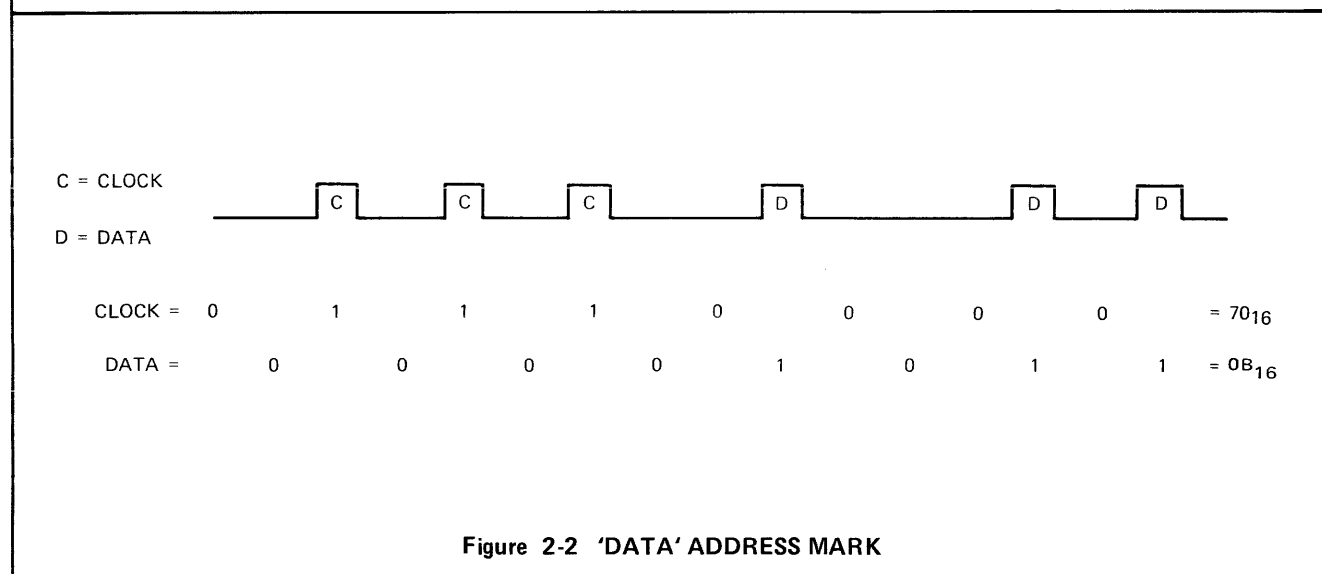 C = CLOCK
C C C D D D
D = DATA
CLOCK = 0 1 1 1 0 0 0 0 = 70₁₆
DATA = 0 0 0 0 1 0 1 1 = 0B₁₆
Figure 2-2 'DATA' ADDRESS MARK